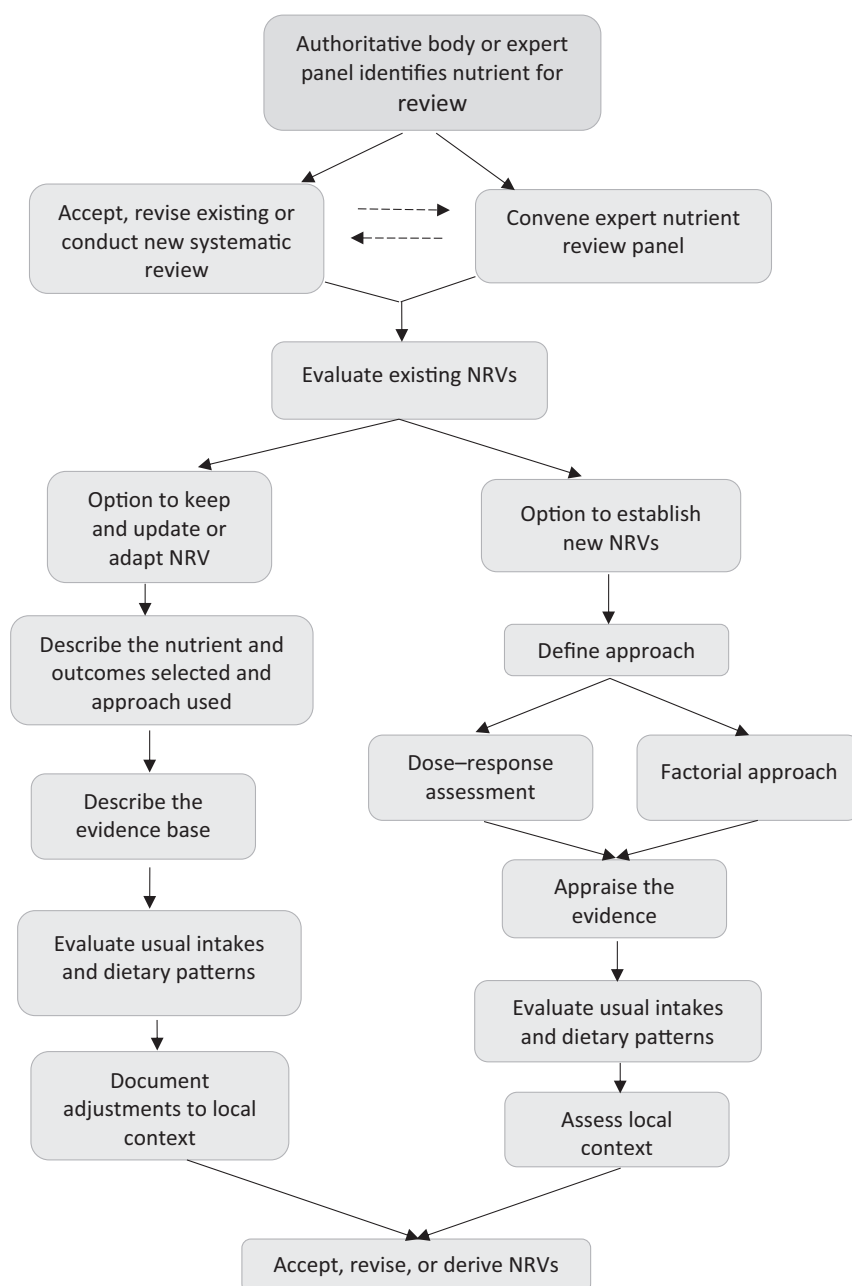 Authoritative body or expert
panel identifies nutrient for
review
Accept, revise existing or
conduct new systematic
review
Convene expert nutrient
review panel
Evaluate existing NRVs
Option to keep
and update or
adapt NRV
Option to establish
new NRVs
Describe the nutrient and
outcomes selected and
approach used
Define approach
Dose–response
assessment
Factorial approach
Describe the
evidence base
Appraise the
evidence
Evaluate usual intakes
and dietary patterns
Evaluate usual intakes
and dietary patterns
Document
adjustments to local
context
Assess local
context
Accept, revise, or derive NRVs